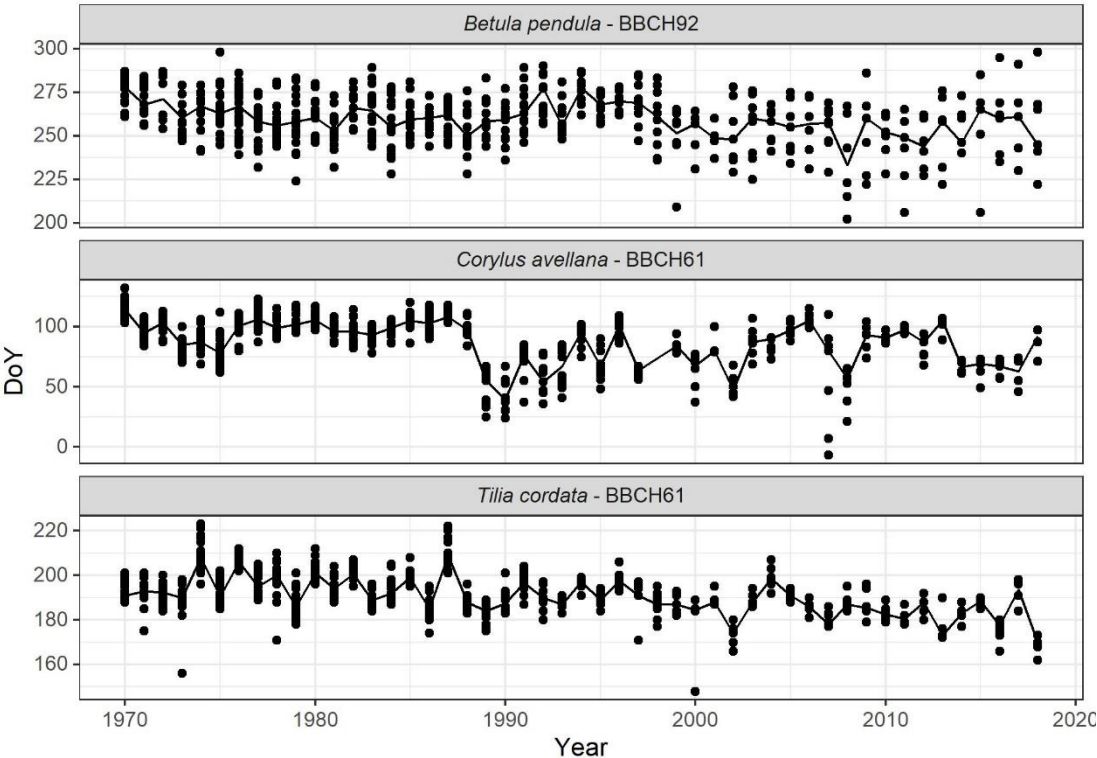 Betula pendula - BBCH92
300
275
250
225
200
Corylus avellana - BBCH61
100
50
0
DoY
Tilia cordata - BBCH61
220
200
180
160
1970 1980 1990 2000 2010 2020
Year